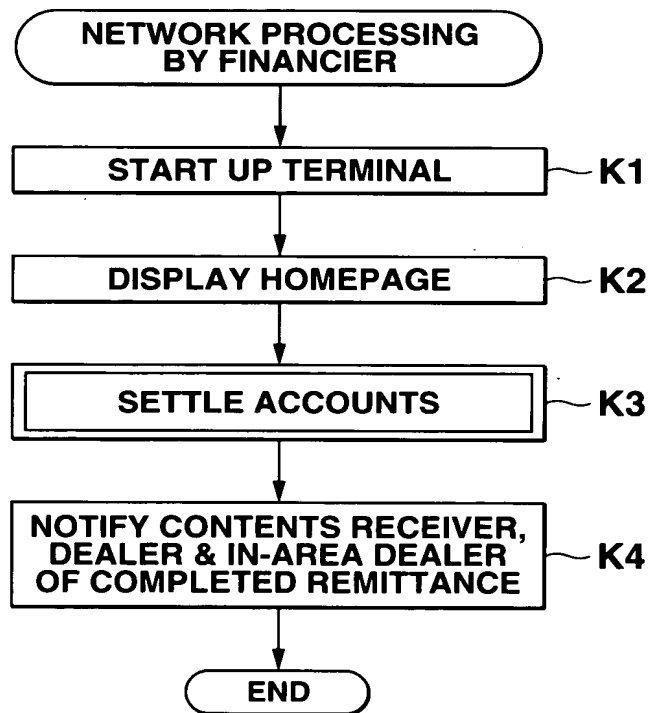 NETWORK PROCESSING
BY FINANCIER
START UP TERMINAL
K1
DISPLAY HOMEPAGE
K2
SETTLE ACCOUNTS
K3
NOTIFY CONTENTS RECEIVER,
DEALER & IN-AREA DEALER
OF COMPLETED REMITTANCE
K4
END